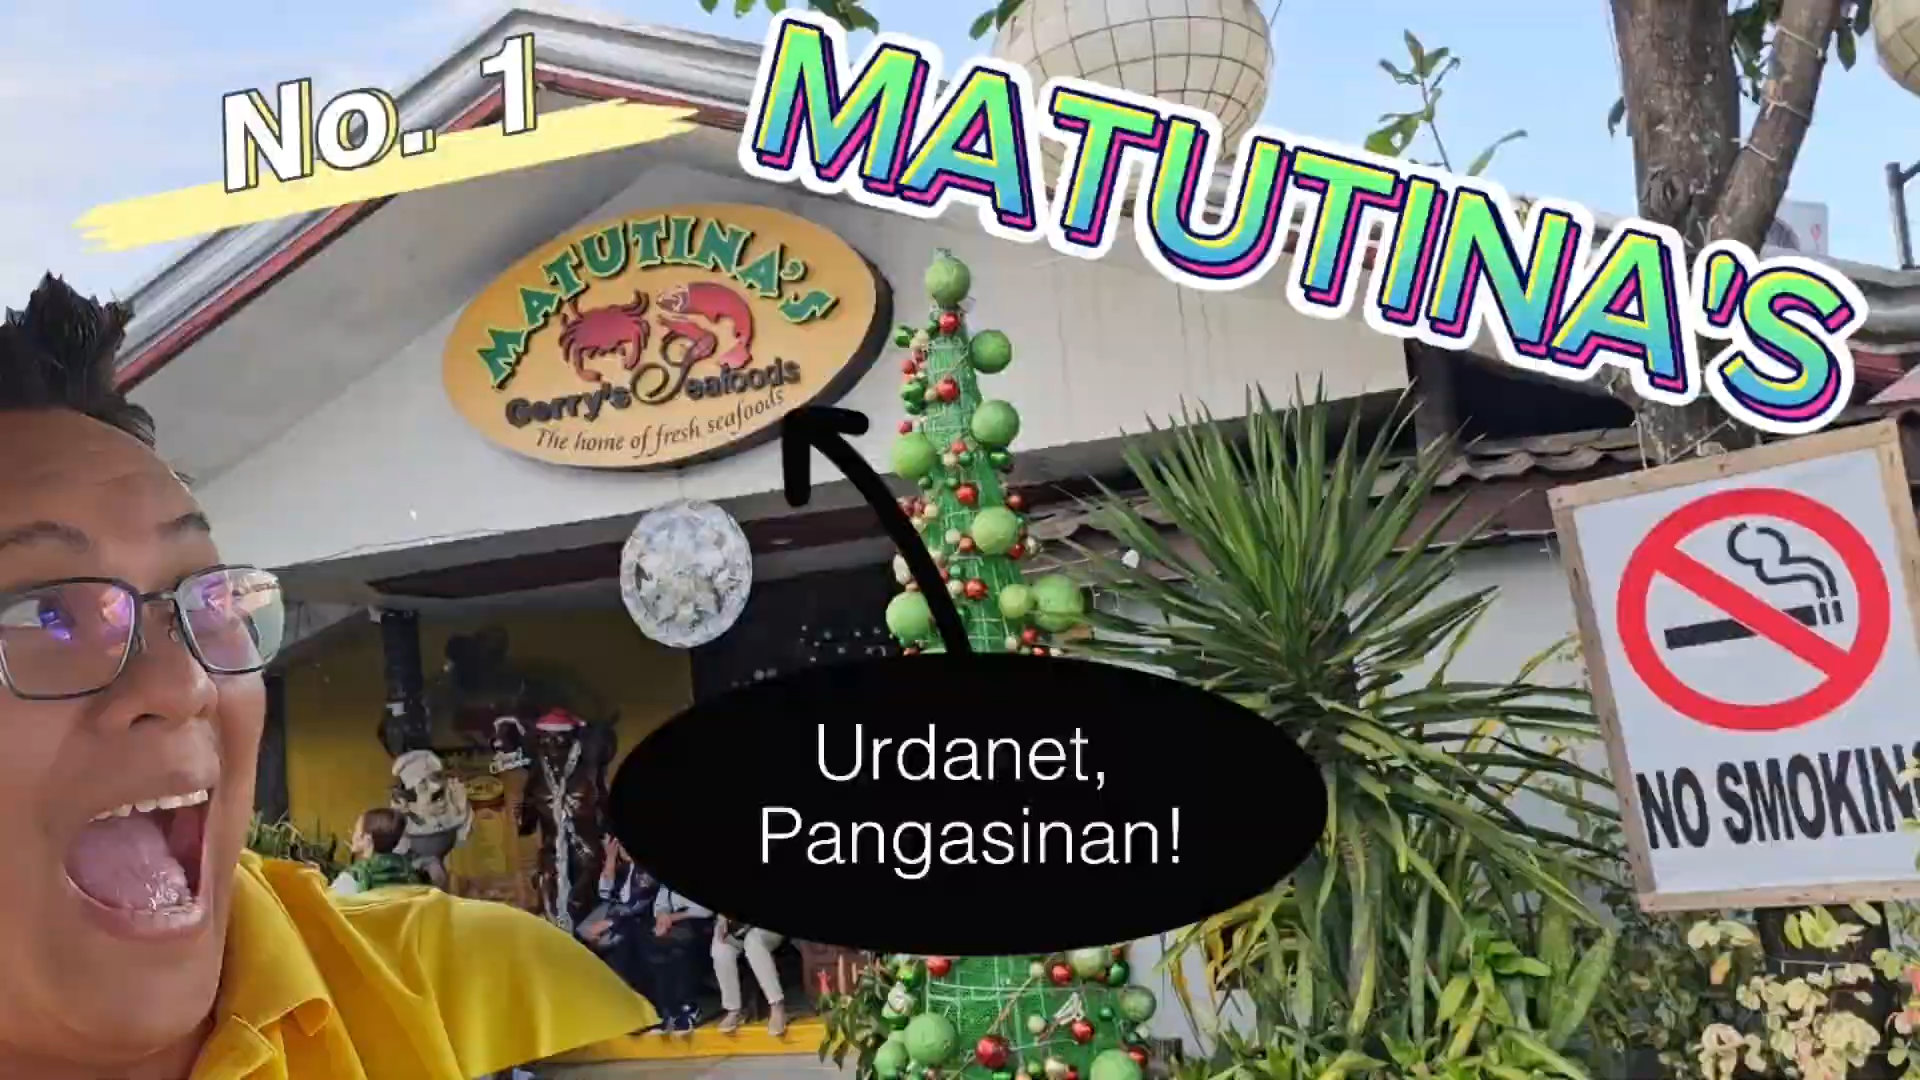 No. 1
MATUTINA'S
MATUTINA'S
Gerry's Seafoods
The home of fresh seafoods
Urdanet,
Pangasinan!
NO SMOKIN